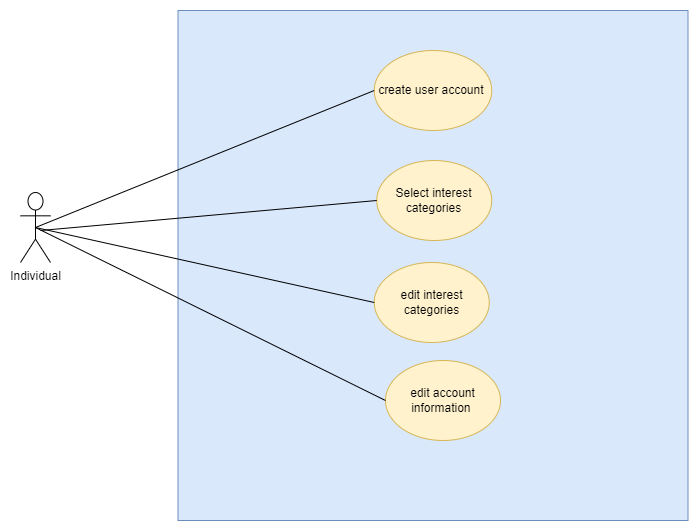 create user account
Select interest
categories
Individual
edit interest
categories
edit account
information